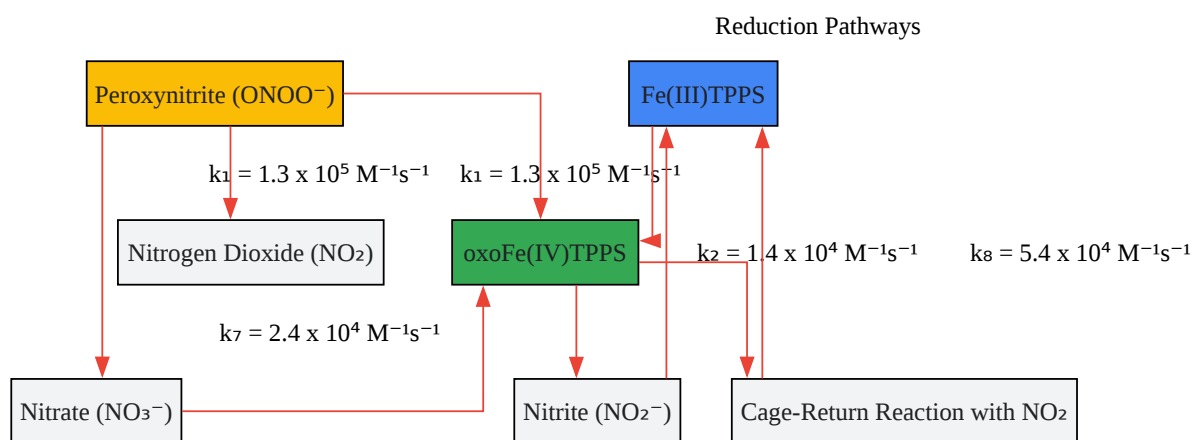 Reduction Pathways
Peroxynitrite (ONOO⁻)
Fe(III)TPPS
k₁ = 1.3 x 10⁵ M⁻¹s⁻¹
k₁ = 1.3 x 10⁵ M⁻¹s⁻¹
Nitrogen Dioxide (NO₂)
oxoFe(IV)TPPS
k₂ = 1.4 x 10⁴ M⁻¹s⁻¹
k₈ = 5.4 x 10⁴ M⁻¹s⁻¹
k₇ = 2.4 x 10⁴ M⁻¹s⁻¹
Nitrate (NO₃⁻)
Nitrite (NO₂⁻)
Cage-Return Reaction with NO₂